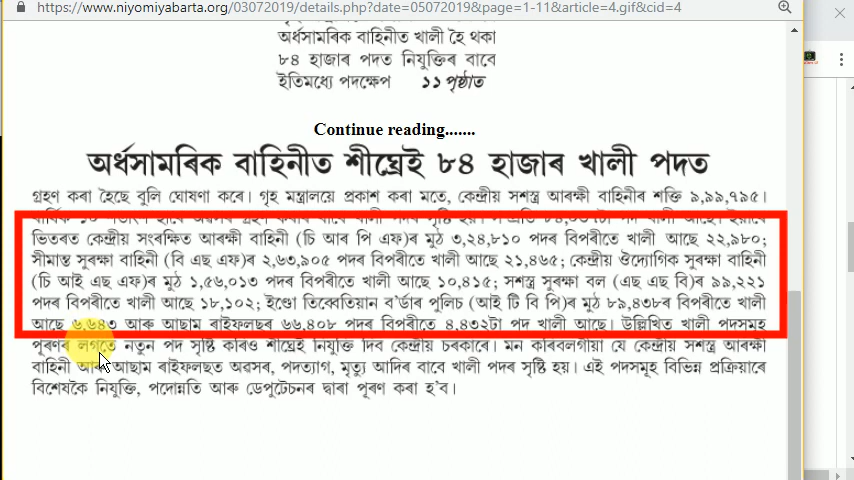 https://www.niyomiyabarta.org/03072019/details.php?date=05072019&page=1-11&article=4.gif&cid=4
অৰ্ধসামৰিক বাহিনীত খালী হৈ থকা
৮৪ হাজাৰ পদত নিযুক্তিৰ বাবে
ইতিমধ্যে পদক্ষেপ ১১ পৃষ্ঠাত
Continue reading.......
অৰ্ধসামৰিক বাহিনীত শীঘ্ৰেই ৮৪ হাজাৰ খালী পদত
গ্ৰহণ কৰা হৈছে বুলি ঘোষণা কৰে। গৃহ মন্ত্ৰালয়ে প্ৰকাশ কৰা মতে, কেন্দ্ৰীয় সশস্ত্ৰ আৰক্ষী বাহিনীৰ শক্তি ৯,৯৯,৭৯৫।
ভিতৰত কেন্দ্ৰীয় সংৰক্ষিত আৰক্ষী বাহিনী (চি আৰ পি এফ)ৰ মুঠ ৩,২৪,৮১০ পদৰ বিপৰীতে খালী আছে ২২,৯৮০;
সীমান্ত সুৰক্ষা বাহিনী (বি এছ এফ)ৰ ২,৬৩,৯০৫ পদৰ বিপৰীতে খালী আছে ২১,৪৬৫; কেন্দ্ৰীয় ঔদ্যোগিক সুৰক্ষা বাহিনী
(চি আই এছ এফ)ৰ মুঠ ১,৫৬,০১৩ পদৰ বিপৰীতে খালী আছে ১০,৪১৫; সশস্ত্ৰ সুৰক্ষা বল (এছ এছ বি)ৰ ৯৯,২২১
পদৰ বিপৰীতে খালী আছে ১৮,১০২; ইণ্ডো তিব্বেতিয়ান ব'ৰ্ডাৰ পুলিচ (আই টি বি পি)ৰ মুঠ ৮৯,৪৩৮ৰ বিপৰীতে খালী
আছে ৬,৬৪৩ আৰু আছাম ৰাইফলছৰ ৬৬,৪০৮ পদৰ বিপৰীতে ৪,৪৩২টা পদ খালী আছে। উল্লিখিত খালী পদসমূহ
পূৰণৰ লগতে নতুন পদ সৃষ্টি কৰিও শীঘ্ৰেই নিযুক্তি দিব কেন্দ্ৰীয় চৰকাৰে। মন কৰিবলগীয়া যে কেন্দ্ৰীয় সশস্ত্ৰ আৰক্ষী
বাহিনী আৰু আছাম ৰাইফলছত অৱসৰ, পদত্যাগ, মৃত্যু আদিৰ বাবে খালী পদৰ সৃষ্টি হয়। এই পদসমূহ বিভিন্ন প্ৰক্ৰিয়াৰে
বিশেষকৈ নিযুক্তি, পদোন্নতি আৰু ডেপুটেচনৰ দ্বাৰা পূৰণ কৰা হ'ব।